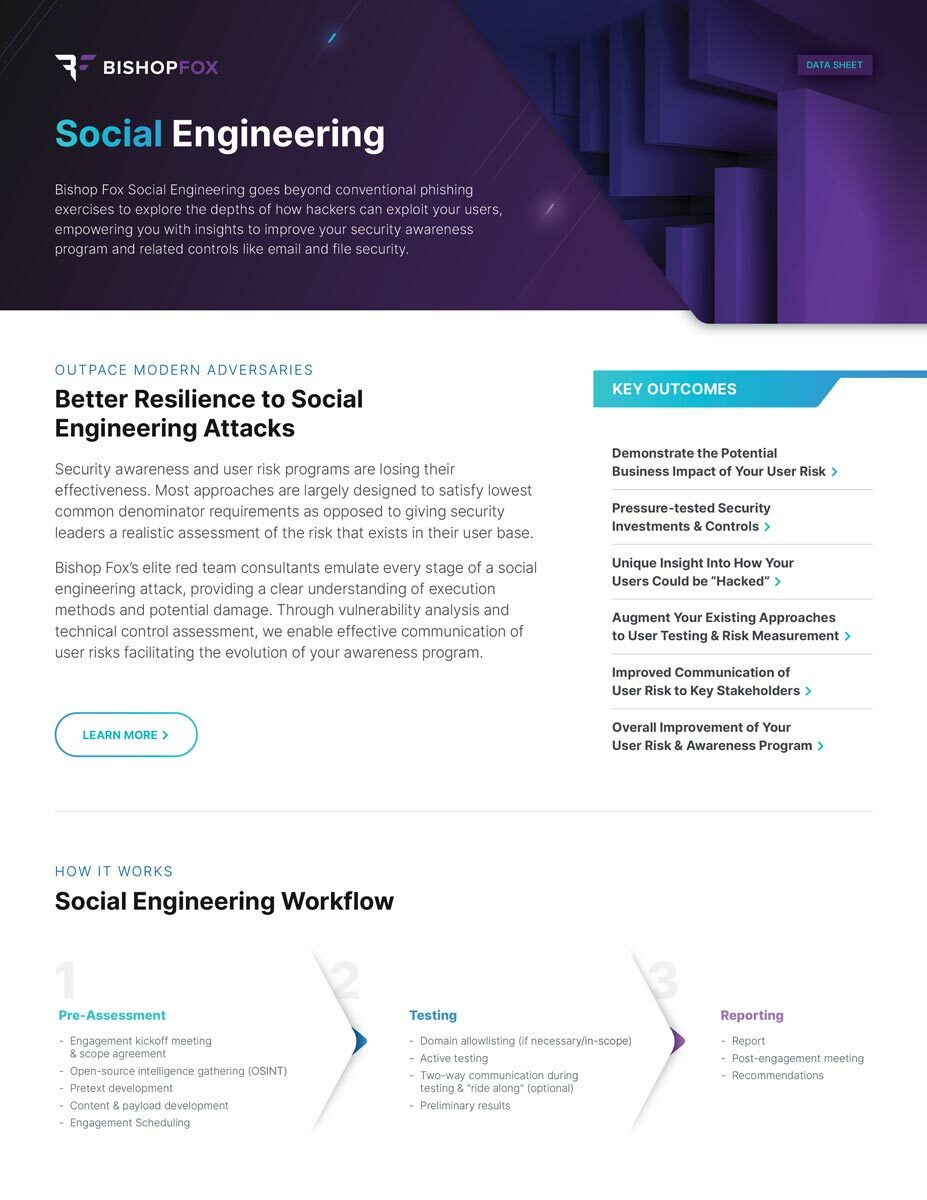 BISHOPFOX
DATA SHEET
Social Engineering
Bishop Fox Social Engineering goes beyond conventional phishing
exercises to explore the depths of how hackers can exploit your users,
empowering you with insights to improve your security awareness
program and related controls like email and file security.
OUTPACE MODERN ADVERSARIES
Better Resilience to Social
Engineering Attacks
Security awareness and user risk programs are losing their
effectiveness. Most approaches are largely designed to satisfy lowest
common denominator requirements as opposed to giving security
leaders a realistic assessment of the risk that exists in their user base.
Bishop Fox’s elite red team consultants emulate every stage of a social
engineering attack, providing a clear understanding of execution
methods and potential damage. Through vulnerability analysis and
technical control assessment, we enable effective communication of
user risks facilitating the evolution of your awareness program.
LEARN MORE
KEY OUTCOMES
Demonstrate the Potential
Business Impact of Your User Risk
Pressure-tested Security
Investments & Controls
Unique Insight Into How Your
Users Could be “Hacked”
Augment Your Existing Approaches
to User Testing & Risk Measurement
Improved Communication of
User Risk to Key Stakeholders
Overall Improvement of Your
User Risk & Awareness Program
HOW IT WORKS
Social Engineering Workflow
1
Pre-Assessment
- Engagement kickoff meeting
& scope agreement
- Open-source intelligence gathering (OSINT)
- Pretext development
- Content & payload development
- Engagement Scheduling
2
Testing
- Domain allowlisting (if necessary/in-scope)
- Active testing
- Two-way communication during
testing & "ride along" (optional)
- Preliminary results
3
Reporting
- Report
- Post-engagement meeting
- Recommendations